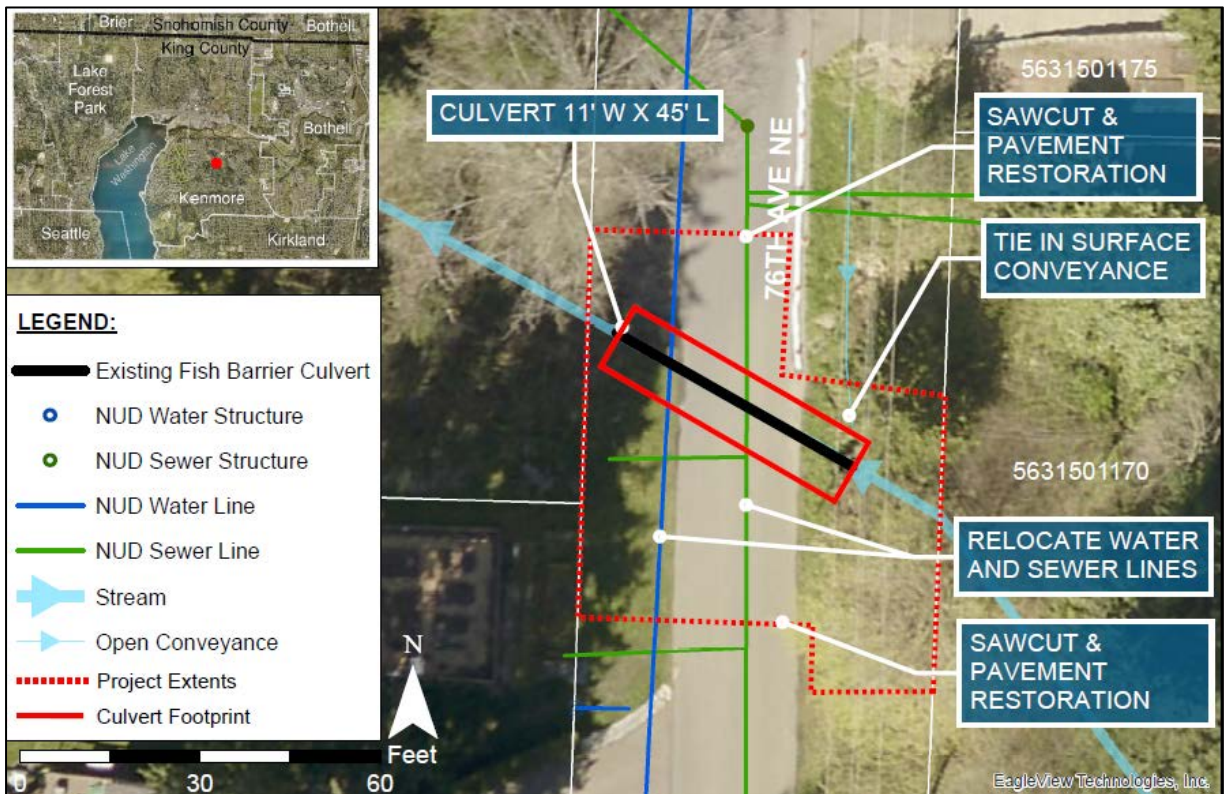 Brier
Snohomish County
Bothell
King County
Lake
Forest
Park
Bothell
Lake
Washington
Kenmore
Seattle
Kirkland
CULVERT 11' W X 45' L
76TH AVE NE
5631501175
SAWCUT &
PAVEMENT
RESTORATION
TIE IN SURFACE
CONVEYANCE
5631501170
RELOCATE WATER
AND SEWER LINES
SAWCUT &
PAVEMENT
RESTORATION
LEGEND:
Existing Fish Barrier Culvert
NUD Water Structure
NUD Sewer Structure
NUD Water Line
NUD Sewer Line
Stream
Open Conveyance
Project Extents
Culvert Footprint
N
Feet
0 30 60
EagleView Technologies, Inc.